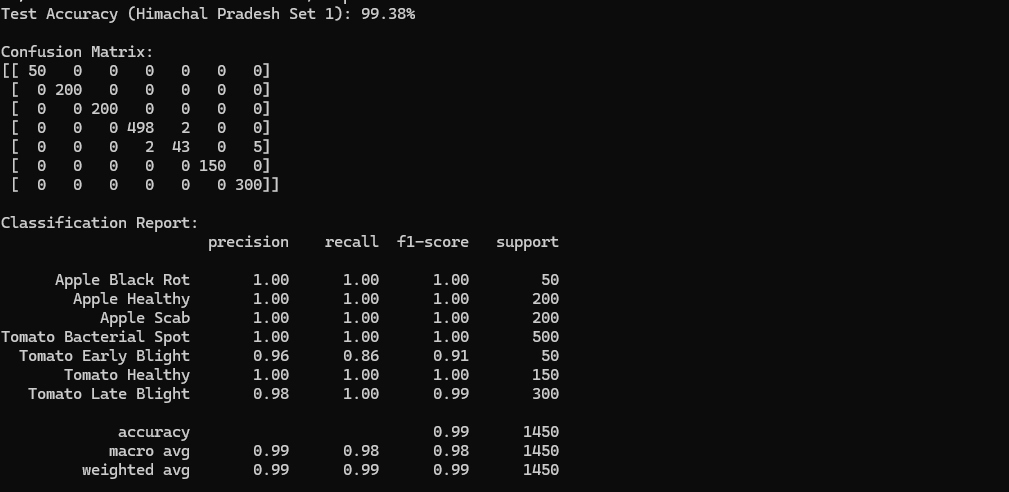 Test Accuracy (Himachal Pradesh Set 1): 99.38%
Confusion Matrix:
[[ 50   0   0   0   0   0   0]
 [  0 200   0   0   0   0   0]
 [  0   0 200   0   0   0   0]
 [  0   0   0 498   2   0   0]
 [  0   0   0   2  43   0   5]
 [  0   0   0   0   0 150   0]
 [  0   0   0   0   0   0 300]]
Classification Report:
precision    recall  f1-score   support
Apple Black Rot       1.00      1.00      1.00        50
Apple Healthy       1.00      1.00      1.00       200
Apple Scab       1.00      1.00      1.00       200
Tomato Bacterial Spot       1.00      1.00      1.00       500
Tomato Early Blight       0.96      0.86      0.91        50
Tomato Healthy       1.00      1.00      1.00       150
Tomato Late Blight       0.98      1.00      0.99       300
accuracy                           0.99      1450
macro avg       0.99      0.98      0.98      1450
weighted avg       0.99      0.99      0.99      1450